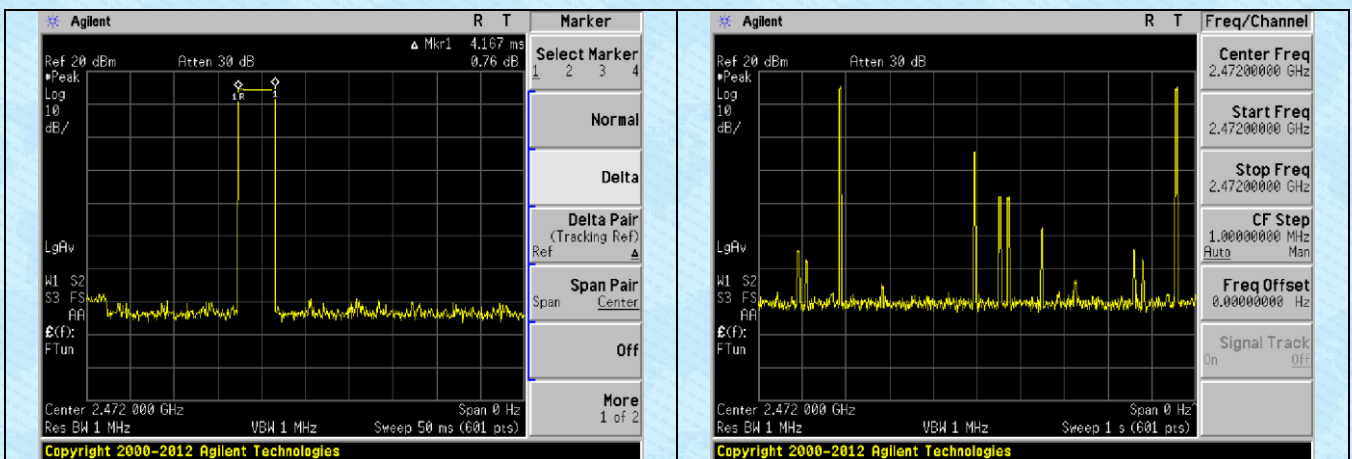 Agilent R T Marker
Δ Mkr1 4.167 ms
Ref 20 dBm Atten 30 dB 0.76 dB
Peak
Log
10
dB/
1R 1
LgAv
W1 S2
S3 FS
AA
£(f):
FTun
Center 2.472 000 GHz Span 0 Hz
Res BW 1 MHz VBW 1 MHz Sweep 50 ms (601 pts)
Copyright 2000-2012 Agilent Technologies
Select Marker
1 2 3 4
Normal
Delta
Delta Pair
(Tracking Ref)
Ref Δ
Span Pair
Span Center
Off
More
1 of 2
Agilent R T Freq/Channel
Ref 20 dBm Atten 30 dB
Peak
Log
10
dB/
LgAv
W1 S2
S3 FS
AA
£(f):
FTun
Center 2.472 000 GHz Span 0 Hz^
Res BW 1 MHz VBW 1 MHz Sweep 1 s (601 pts)
Copyright 2000-2012 Agilent Technologies
Center Freq
2.47200000 GHz
Start Freq
2.47200000 GHz
Stop Freq
2.47200000 GHz
CF Step
1.00000000 MHz
Auto Man
Freq Offset
0.00000000 Hz
Signal Track
On Off